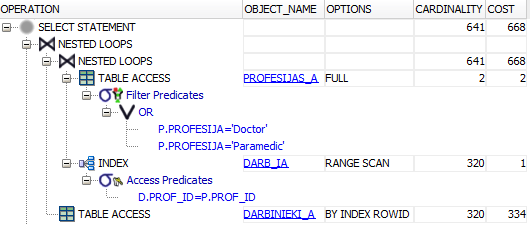 OPERATION OBJECT_NAME OPTIONS CARDINALITY COST
SELECT STATEMENT 641 668
NESTED LOOPS
NESTED LOOPS 641 668
TABLE ACCESS PROFESIJAS_A FULL 2 2
Filter Predicates
OR
P.PROFESIJA='Doctor'
P.PROFESIJA='Paramedic'
INDEX DARB_IA RANGE SCAN 320 1
Access Predicates
D.PROF_ID=P.PROF_ID
TABLE ACCESS DARBINIEKI_A BY INDEX ROWID 320 334